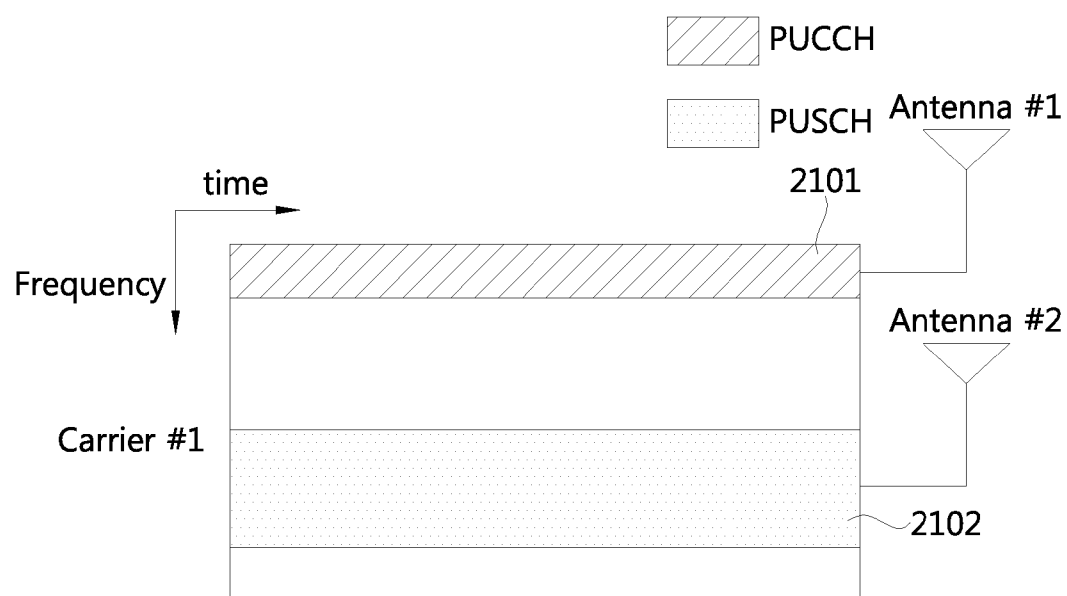 PUCCH
PUSCH
Antenna #1
2101
time
Frequency
Antenna #2
Carrier #1
2102